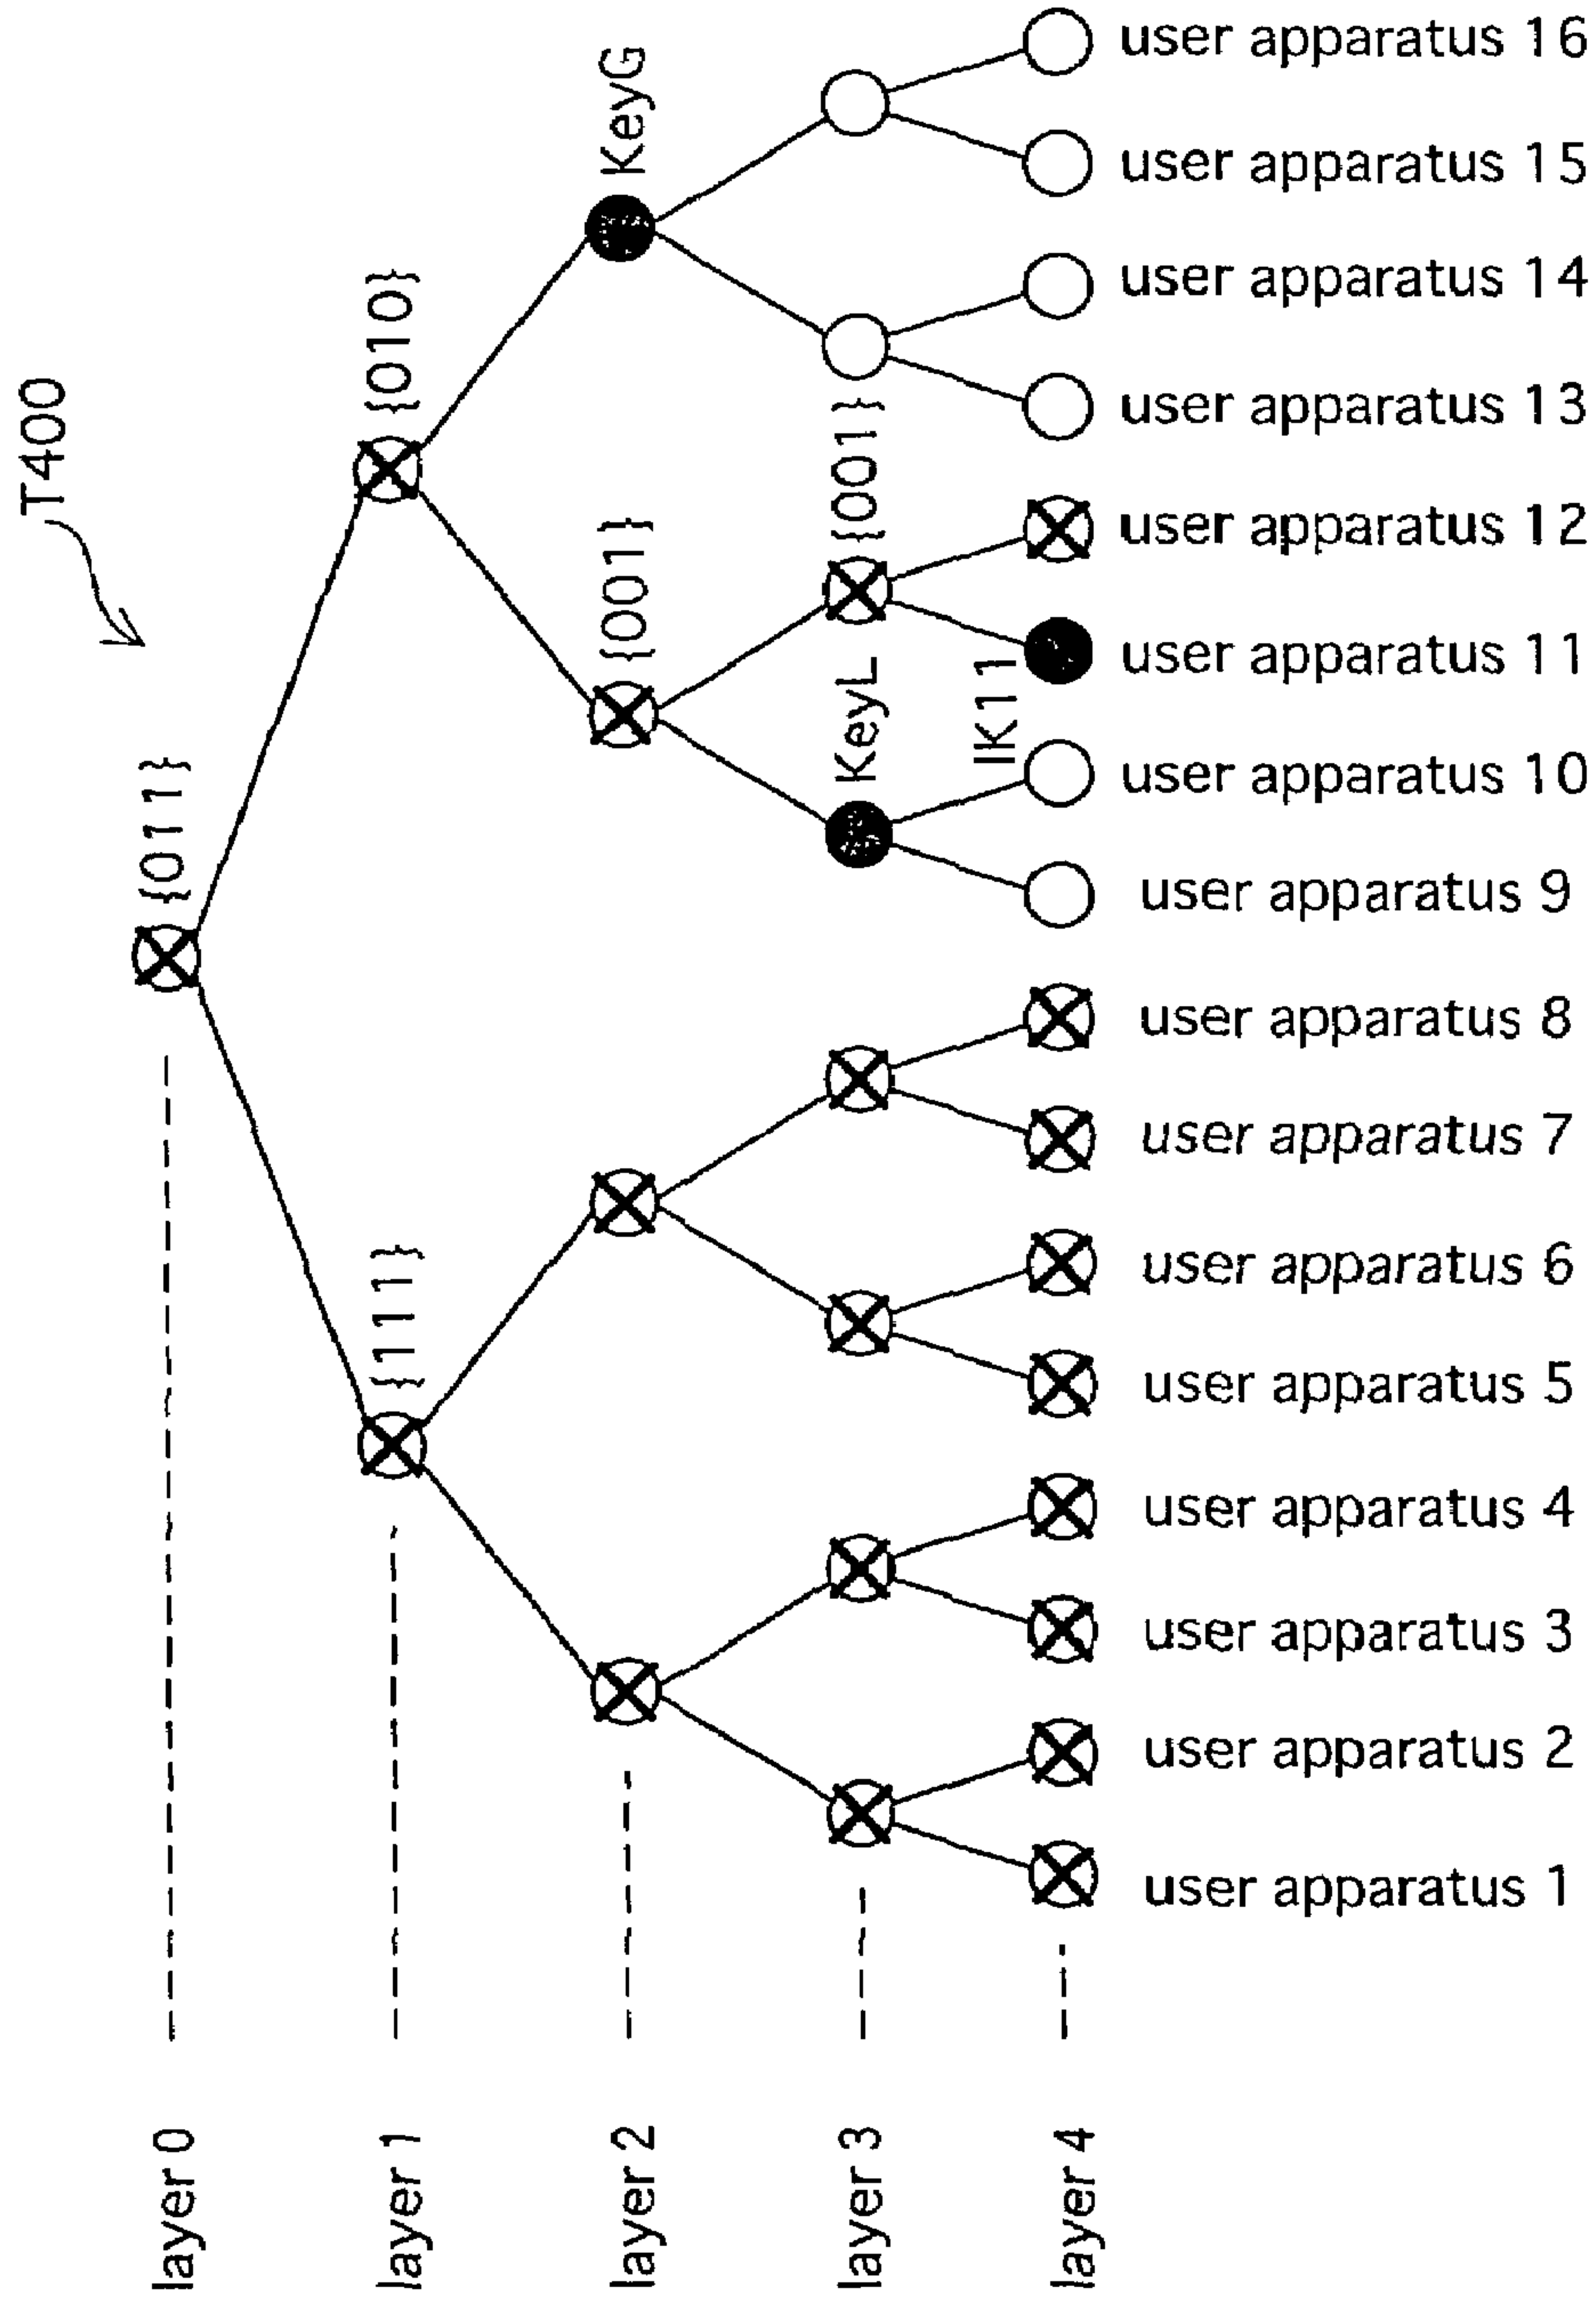 T400
{011}
{111}
{010}
{001}
KeyG
KeyL
{001}
IK11
layer 0
layer 1
layer 2
layer 3
layer 4
user apparatus 1
user apparatus 2
user apparatus 3
user apparatus 4
user apparatus 5
user apparatus 6
user apparatus 7
user apparatus 8
user apparatus 9
user apparatus 10
user apparatus 11
user apparatus 12
user apparatus 13
user apparatus 14
user apparatus 15
user apparatus 16